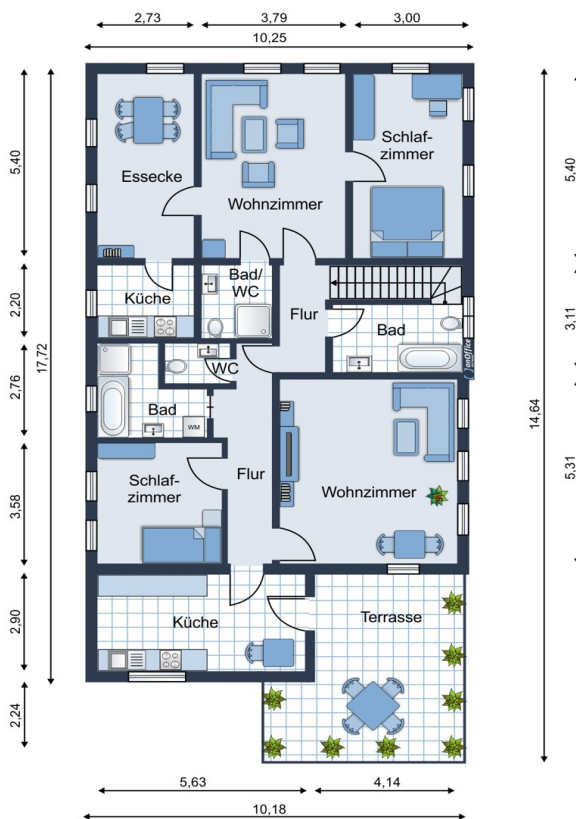 2,73
3,79
3,00
10,25
5,40
2,20
2,76
3,58
2,90
2,24
17,72
Essecke
Wohnzimmer
Schlaf-
zimmer
Küche
Bad/
WC
Flur
Bad
onOffice
WC
Bad
WM
Schlaf-
zimmer
Flur
Wohnzimmer
Küche
Terrasse
5,40
3,11
5,31
14,64
5,63
4,14
10,18